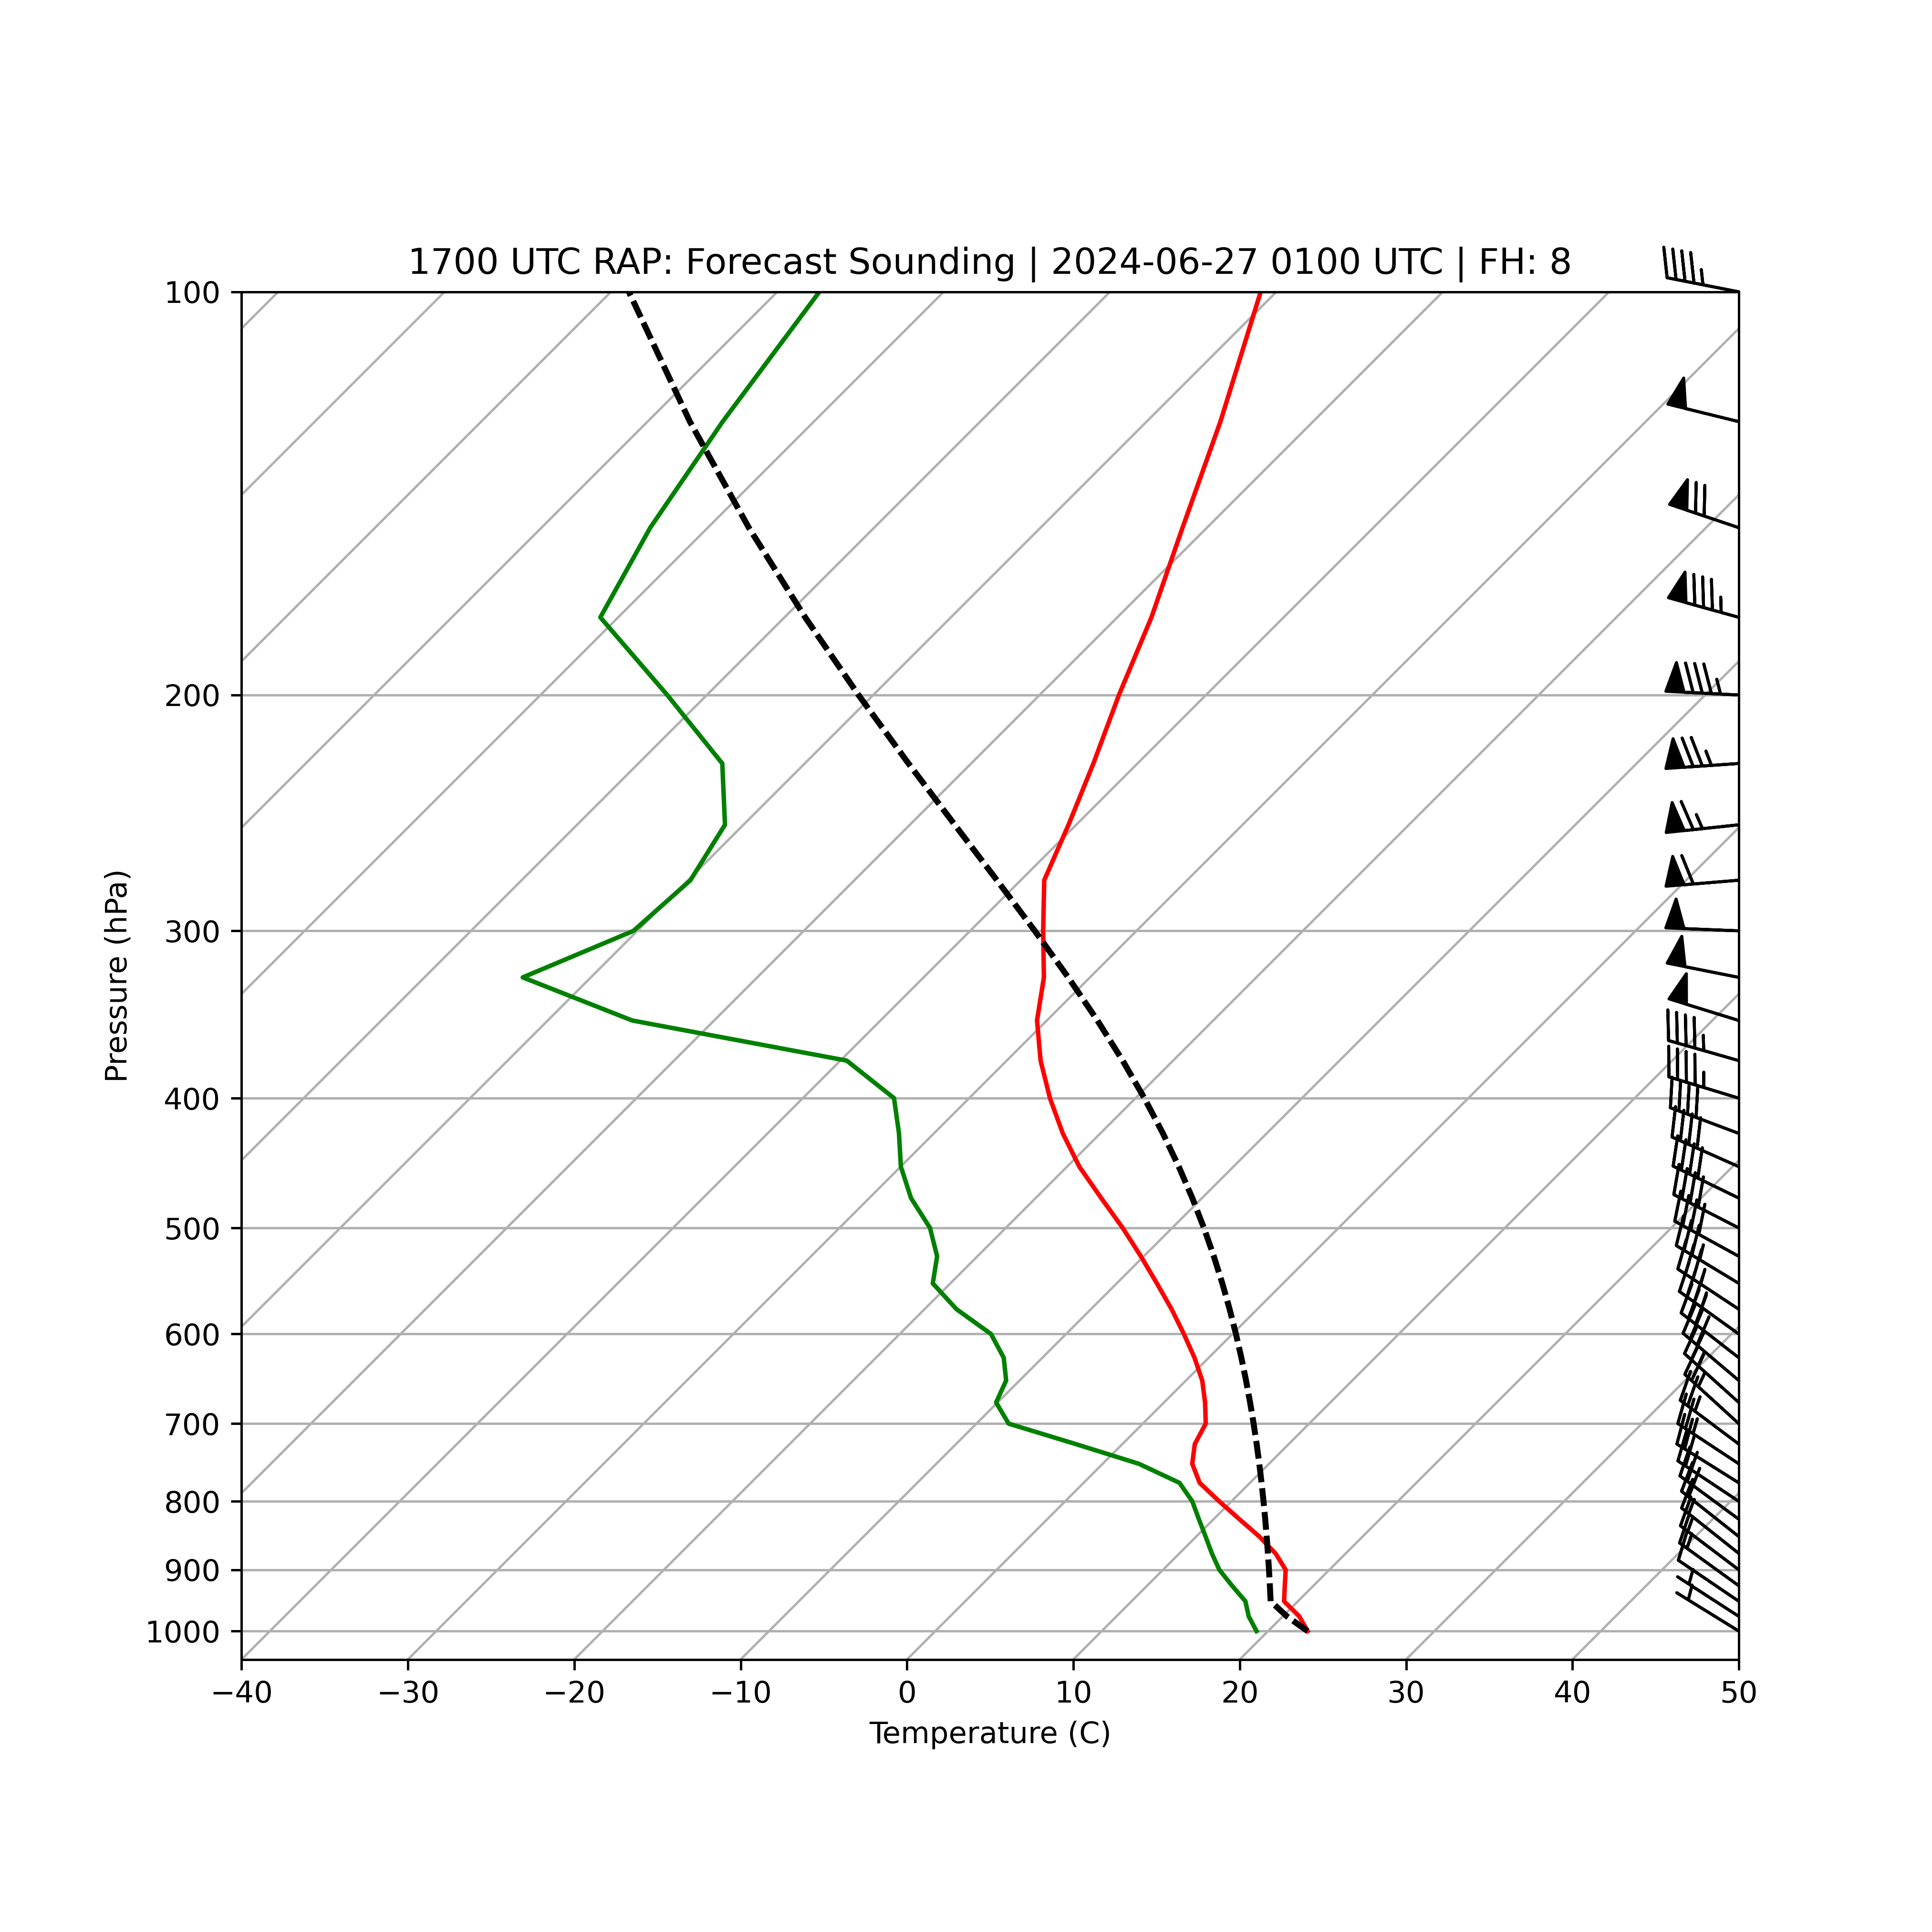 1700 UTC RAP: Forecast Sounding | 2024-06-27 0100 UTC | FH: 8
100
200
300
400
500
600
700
800
900
1000
Pressure (hPa)
−40 −30 −20 −10 0 10 20 30 40 50
Temperature (C)